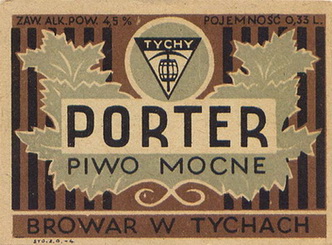 ZAW. ALK. POW. 4,5 % POJEMNOŚĆ 0,33 L.
TYCHY
PORTER
PIWO MOCNE
BROWAR W TYCHACH